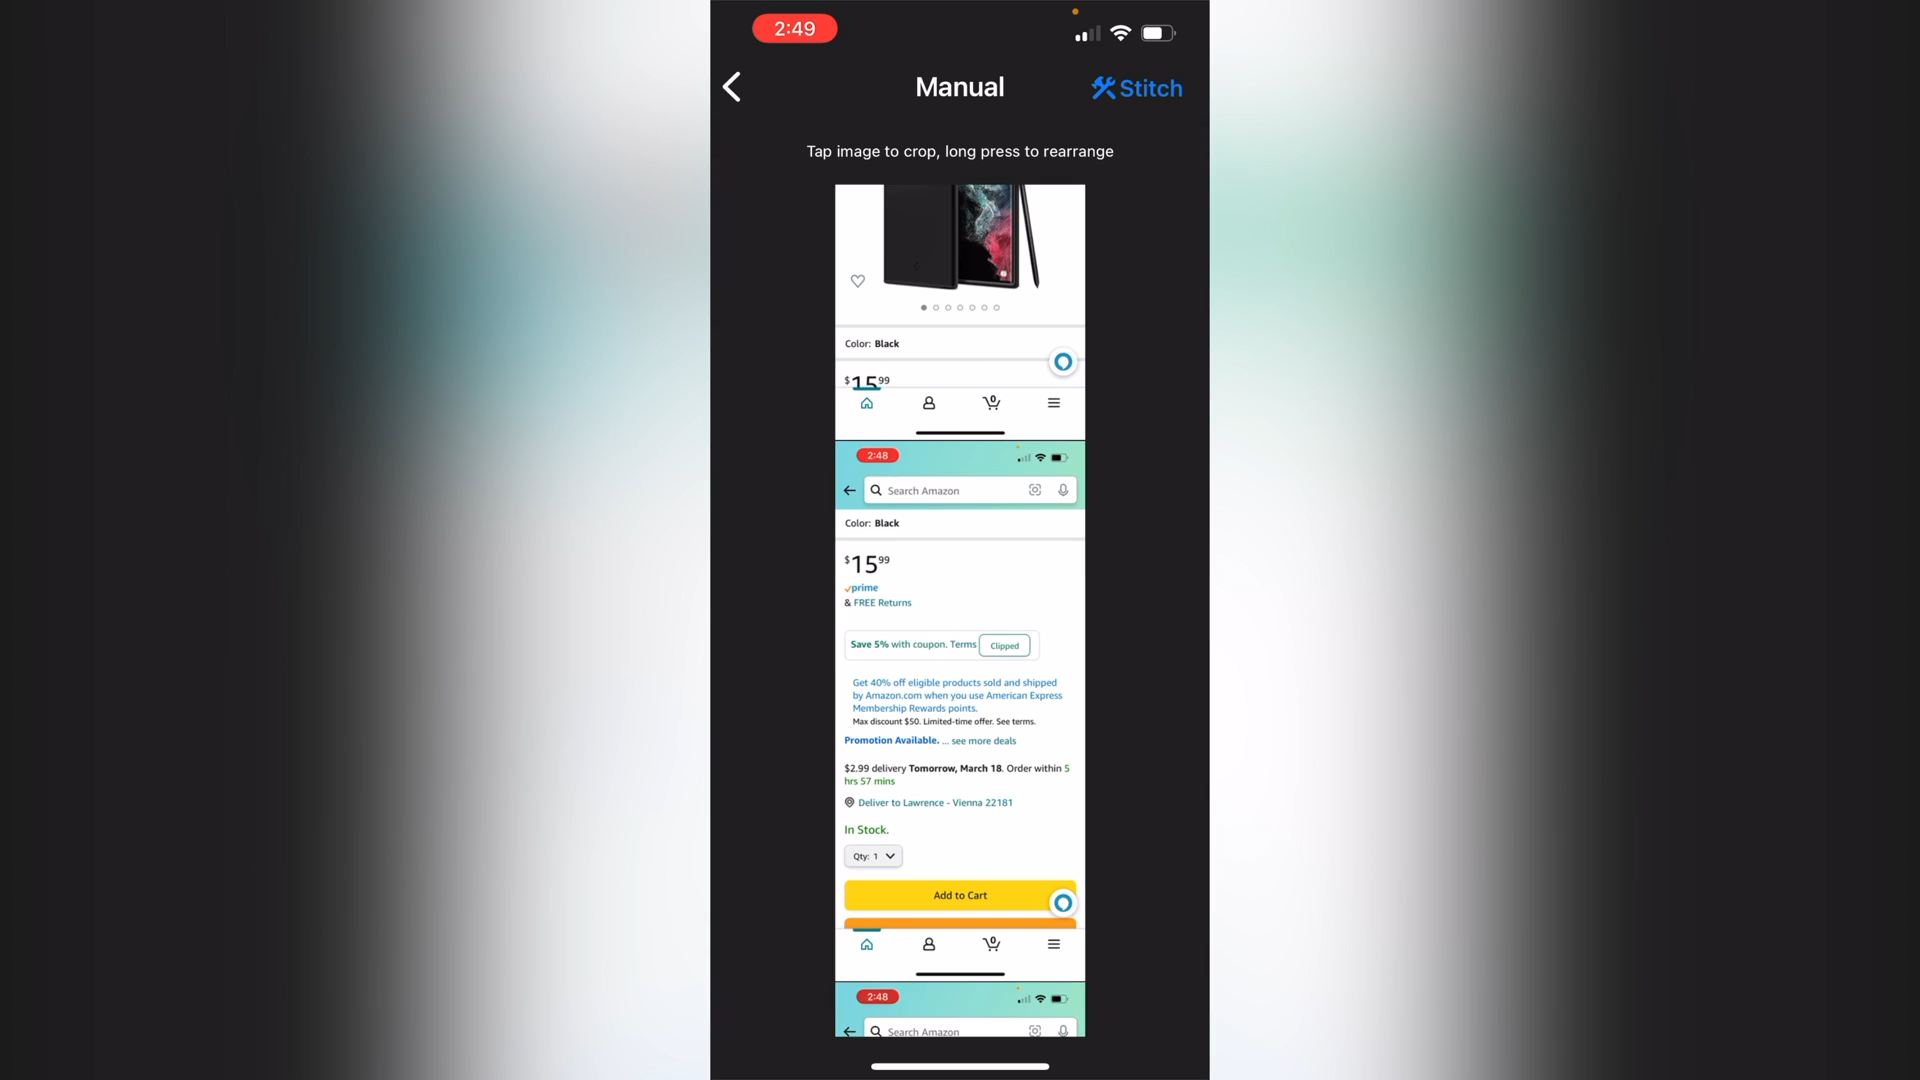 2:49
Manual
Stitch
Tap image to crop, long press to rearrange
Color: Black
$15 99
0
2:48
Search Amazon
Color: Black
$15 99
prime
& FREE Returns
Save 5% with coupon. Terms Clipped
Get 40% off eligible products sold and shipped
by Amazon.com when you use American Express
Membership Rewards points.
Max discount $50. Limited-time offer. See terms.
Promotion Available. ... see more deals
$2.99 delivery Tomorrow, March 18. Order within 5
hrs 57 mins
Deliver to Lawrence - Vienna 22181
In Stock.
Qty: 1
Add to Cart
0
2:48
Search Amazon